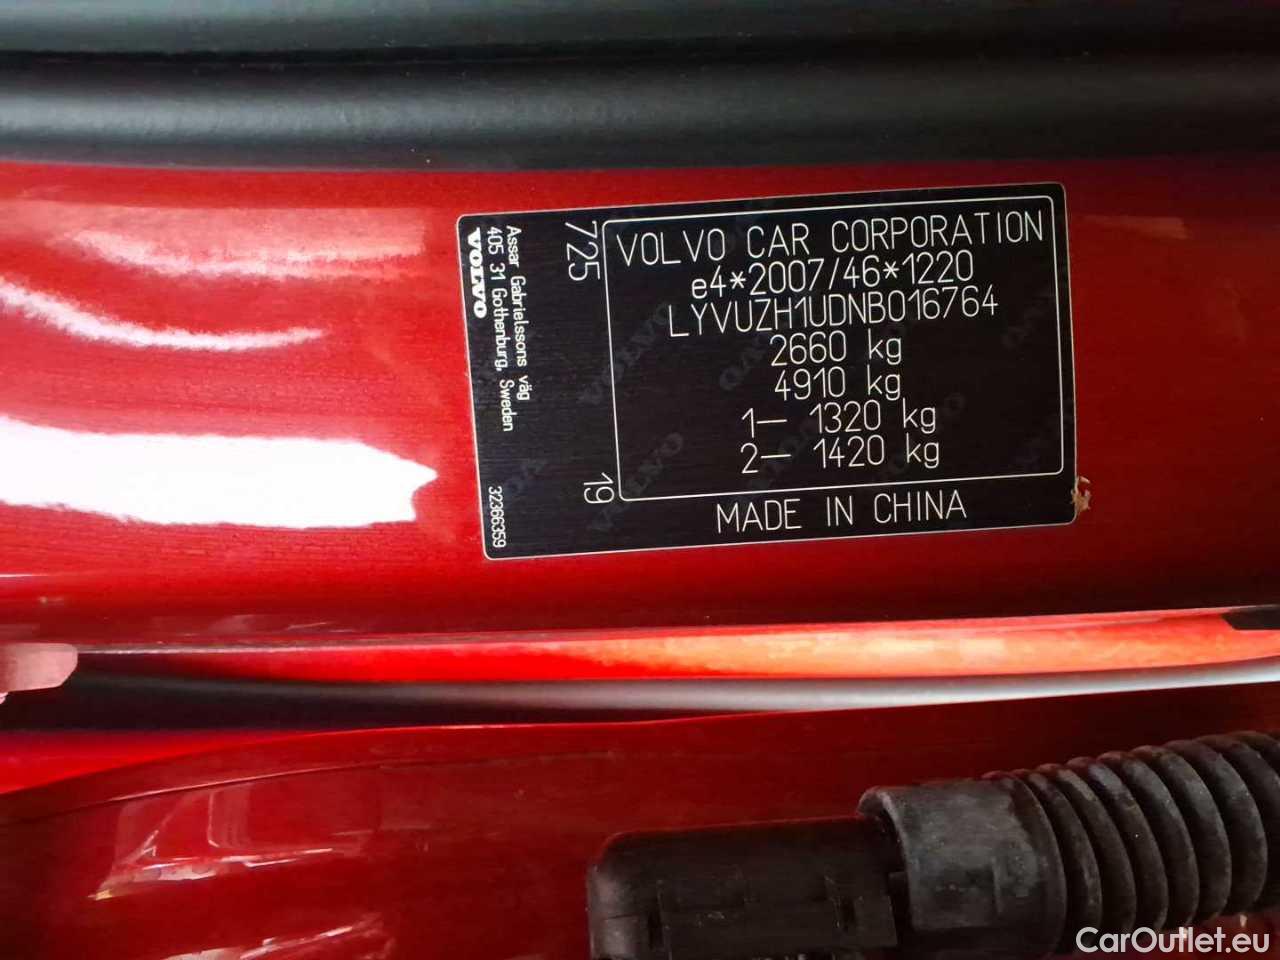 VOLVO CAR CORPORATION
e4*2007/46*1220
LYVUZH1UDNB016764
2660 kg
4910 kg
1– 1320 kg
2– 1420 kg
MADE IN CHINA
725
19
Assar Gabrielssons väg
405 31 Gothenburg, Sweden
VOLVO
32366359
CarOutlet.eu